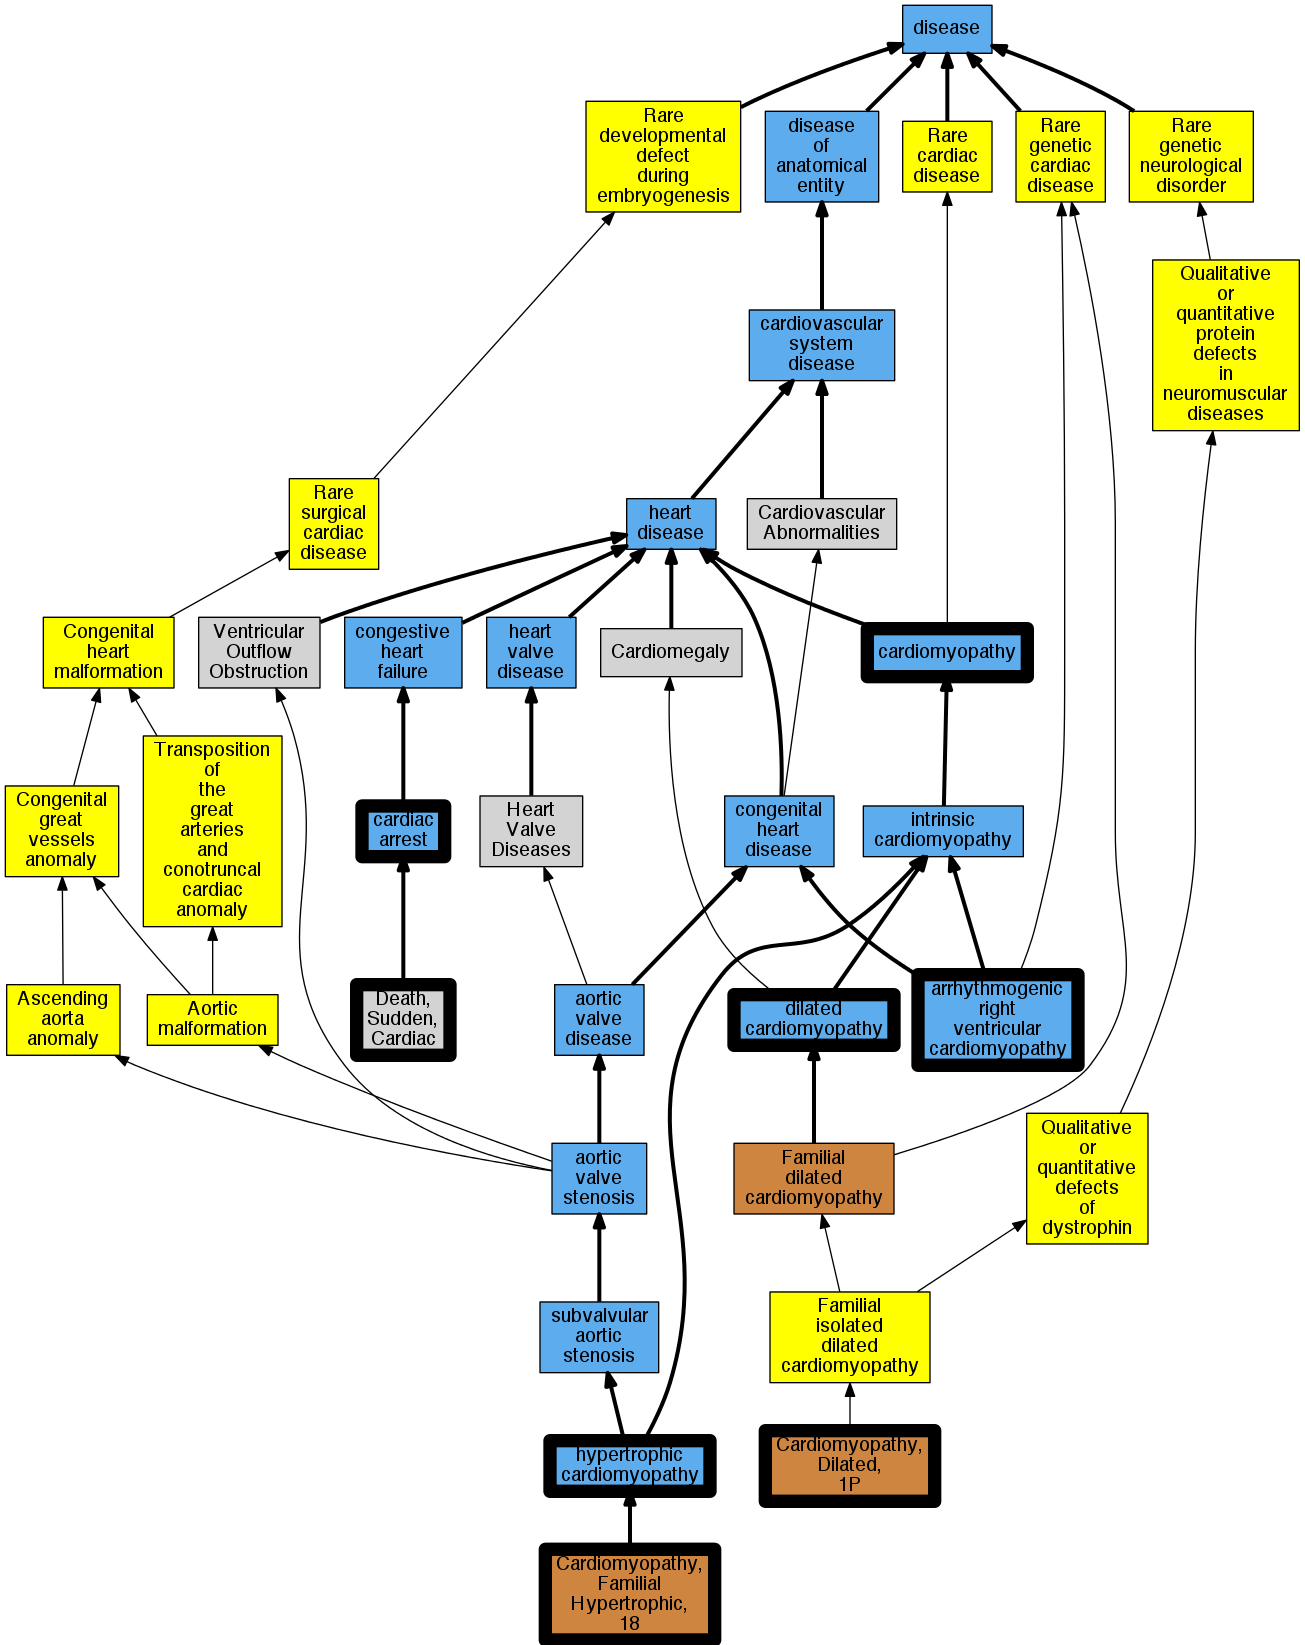 disease
Rare
developmental
defect
during
embryogenesis
disease
of
anatomical
entity
Rare
cardiac
disease
Rare
genetic
cardiac
disease
Rare
genetic
neurological
disorder
Qualitative
or
quantitative
protein
defects
in
neuromuscular
diseases
cardiovascular
system
disease
Rare
surgical
cardiac
disease
heart
disease
Cardiovascular
Abnormalities
Congenital
heart
malformation
Ventricular
Outflow
Obstruction
congestive
heart
failure
heart
valve
disease
Cardiomegaly
cardiomyopathy
Transposition
of
the
great
arteries
and
conotruncal
cardiac
anomaly
Congenital
great
vessels
anomaly
cardiac
arrest
Heart
Valve
Diseases
congenital
heart
disease
intrinsic
cardiomyopathy
Ascending
aorta
anomaly
Aortic
malformation
Death,
Sudden,
Cardiac
aortic
valve
disease
dilated
cardiomyopathy
arrhythmogenic
right
ventricular
cardiomyopathy
aortic
valve
stenosis
Familial
dilated
cardiomyopathy
Qualitative
or
quantitative
defects
of
dystrophin
subvalvular
aortic
stenosis
Familial
isolated
dilated
cardiomyopathy
hypertrophic
cardiomyopathy
Cardiomyopathy,
Dilated,
1P
Cardiomyopathy,
Familial
Hypertrophic,
18